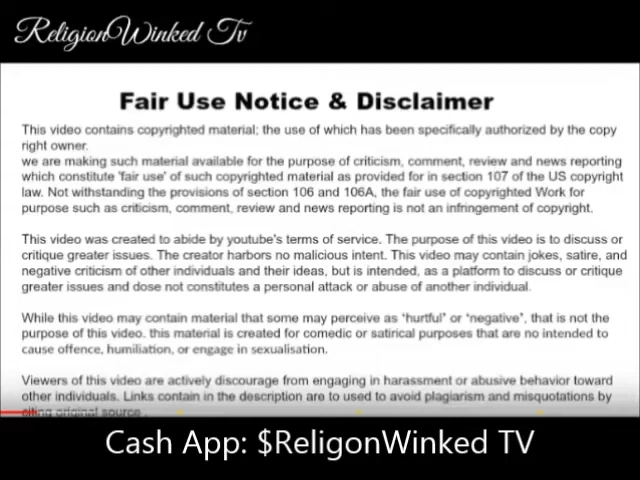 ReligionWinked Tv
Fair Use Notice & Disclaimer
This video contains copyrighted material; the use of which has been specifically authorized by the copy
right owner.
we are making such material available for the purpose of criticism, comment, review and news reporting
which constitute 'fair use' of such copyrighted material as provided for in section 107 of the US copyright
law. Not withstanding the provisions of section 106 and 106A, the fair use of copyrighted Work for
purpose such as criticism, comment, review and news reporting is not an infringement of copyright.
This video was created to abide by youtube's terms of service. The purpose of this video is to discuss or
critique greater issues. The creator harbors no malicious intent. This video may contain jokes, satire, and
negative criticism of other individuals and their ideas, but is intended, as a platform to discuss or critique
greater issues and dose not constitutes a personal attack or abuse of another individual.
While this video may contain material that some may perceive as "hurtful" or "negative", that is not the
purpose of this video. this material is created for comedic or satirical purposes that are no intended to
cause offence, humiliation, or engage in sexualisation.
Viewers of this video are actively discourage from engaging in harassment or abusive behavior toward
other individuals. Links contain in the description are to used to avoid plagiarism and misquotations by
citing original source .
Cash App: $ReligonWinked TV